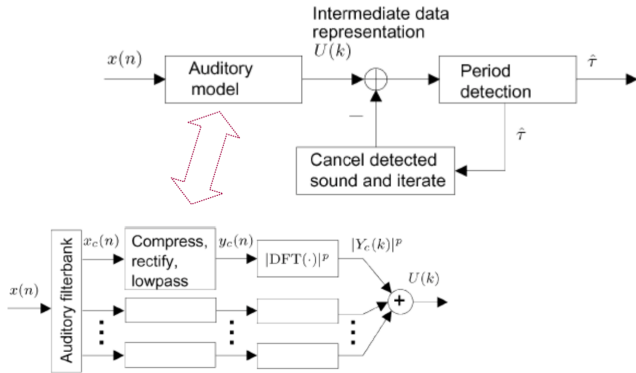 Intermediate data
representation
x(n)
U(k)
τ̂
Auditory
model
Period
detection
−
τ̂
Cancel detected
sound and iterate
x_c(n)
y_c(n)
|Y_c(k)|^p
Compress,
rectify,
lowpass
|DFT(·)|^p
U(k)
x(n)
Auditory filterbank
+